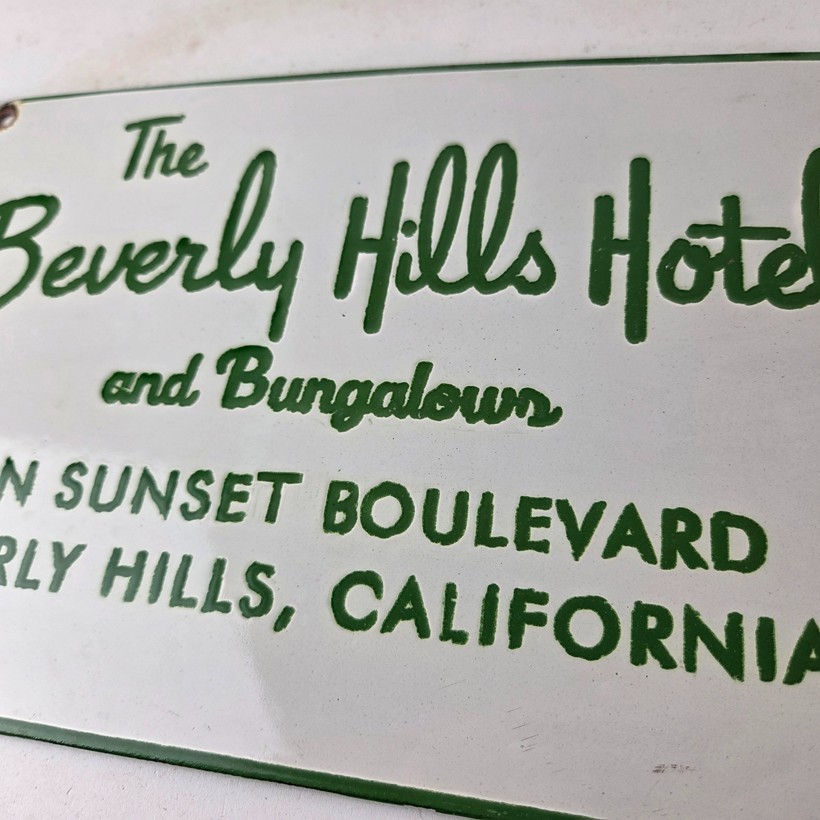 The
Beverly Hills Hotel
and Bungalows
N SUNSET BOULEVARD
RLY HILLS, CALIFORNIA